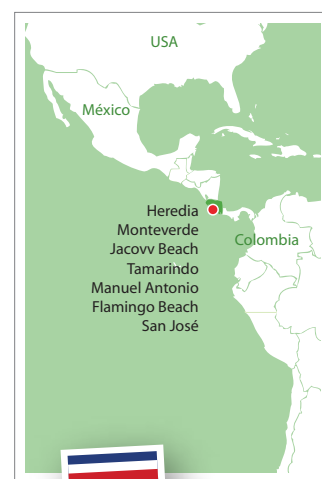 USA
México
Heredia
Monteverde
Jacovv Beach
Colombia
Tamarindo
Manuel Antonio
Flamingo Beach
San José